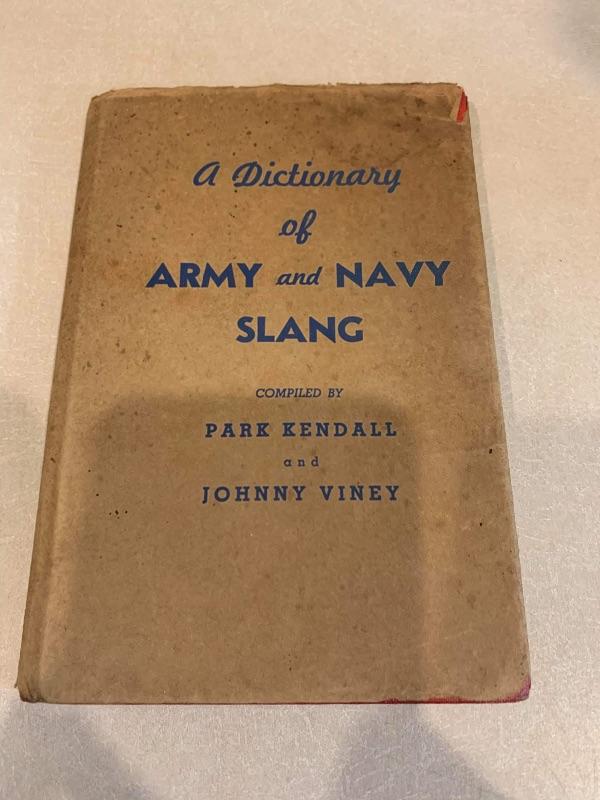 A Dictionary
of
ARMY and NAVY
SLANG
COMPILED BY
PARK KENDALL
and
JOHNNY VINEY